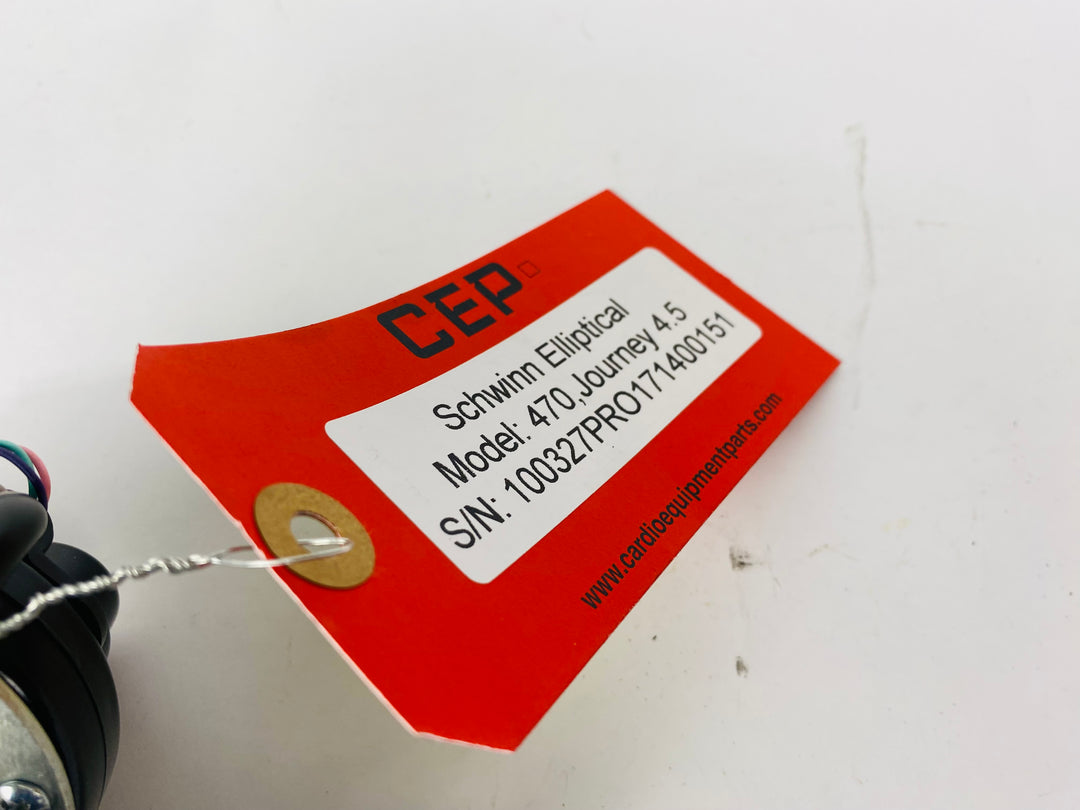 CEP
Schwinn Elliptical
Model: 470,Journey 4.5
S/N: 100327PRO171400151
www.cardioequipmentparts.com